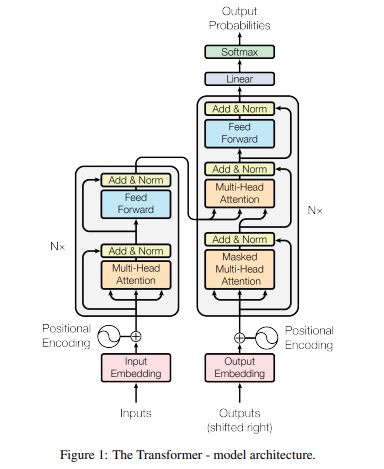 Output
Probabilities
Softmax
Linear
Add & Norm
Feed
Forward
Add & Norm
Multi-Head
Attention
Add & Norm
Masked
Multi-Head
Attention
N×
Add & Norm
Feed
Forward
N×
Add & Norm
Multi-Head
Attention
Positional
Encoding
Positional
Encoding
Input
Embedding
Output
Embedding
Inputs
Outputs
(shifted right)
Figure 1: The Transformer - model architecture.